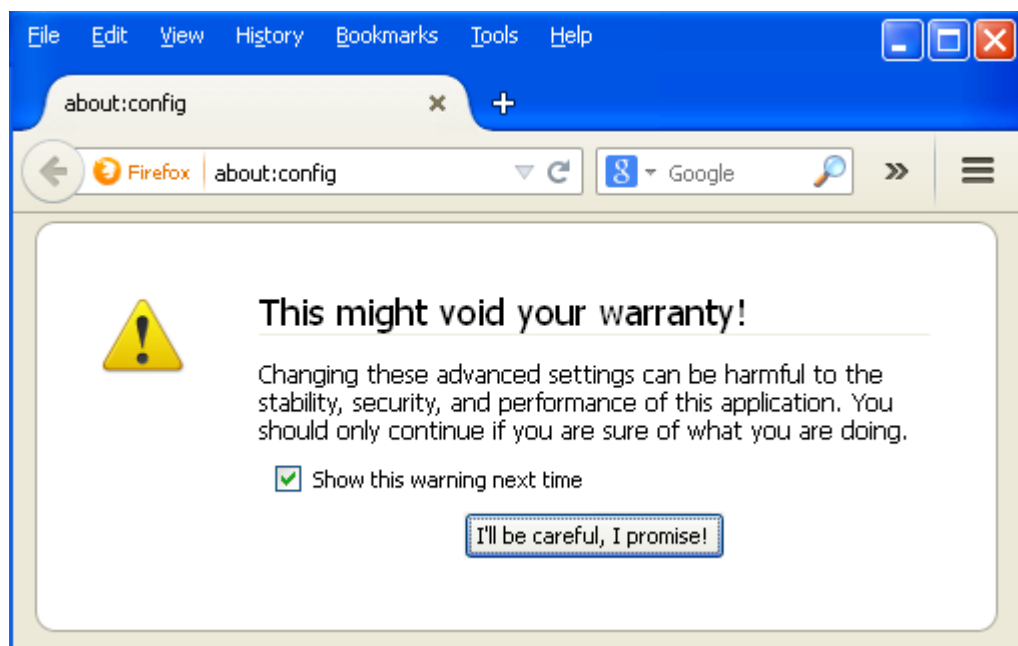 File Edit View History Bookmarks Tools Help
about:config
Firefox about:config Google
This might void your warranty!
Changing these advanced settings can be harmful to the
stability, security, and performance of this application. You
should only continue if you are sure of what you are doing.
Show this warning next time
I'll be careful, I promise!